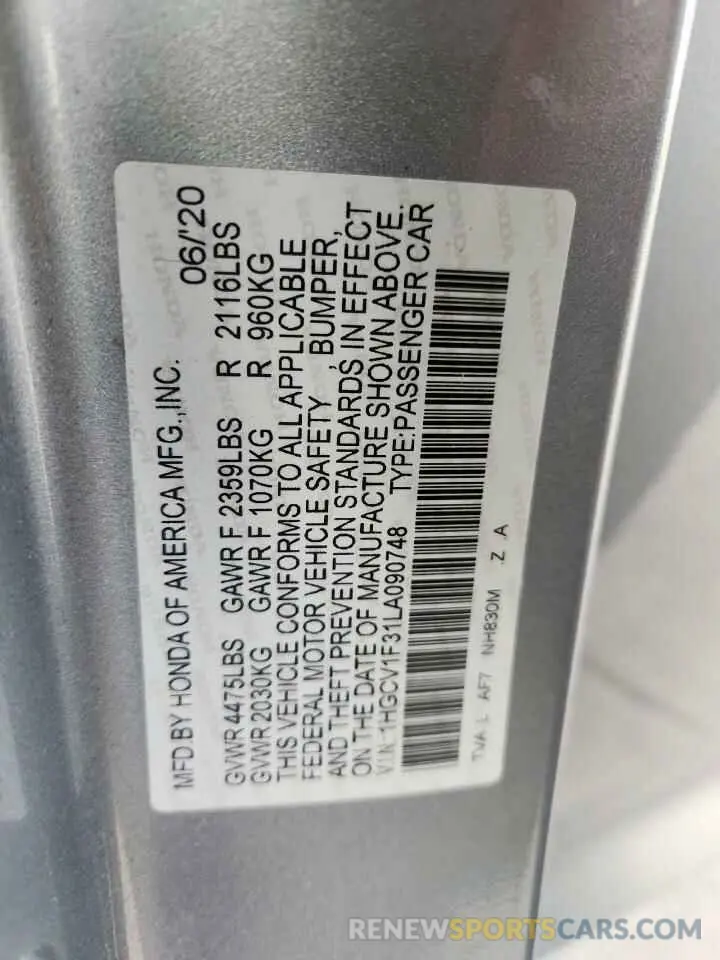 MFD BY HONDA OF AMERICA MFG.,INC. 06/'20
GVWR 4475LBS GAWR F 2359LBS R 2116LBS
GVWR 2030KG GAWR F 1070KG R 960KG
THIS VEHICLE CONFORMS TO ALL APPLICABLE
FEDERAL MOTOR VEHICLE SAFETY , BUMPER,
AND THEFT PREVENTION STANDARDS IN EFFECT
ON THE DATE OF MANUFACTURE SHOWN ABOVE.
VIN:1HGCV1F31LA090748 TYPE:PASSENGER CAR
TVA L AF7 NH830M Z A
RENEWSPORTSCARS.COM